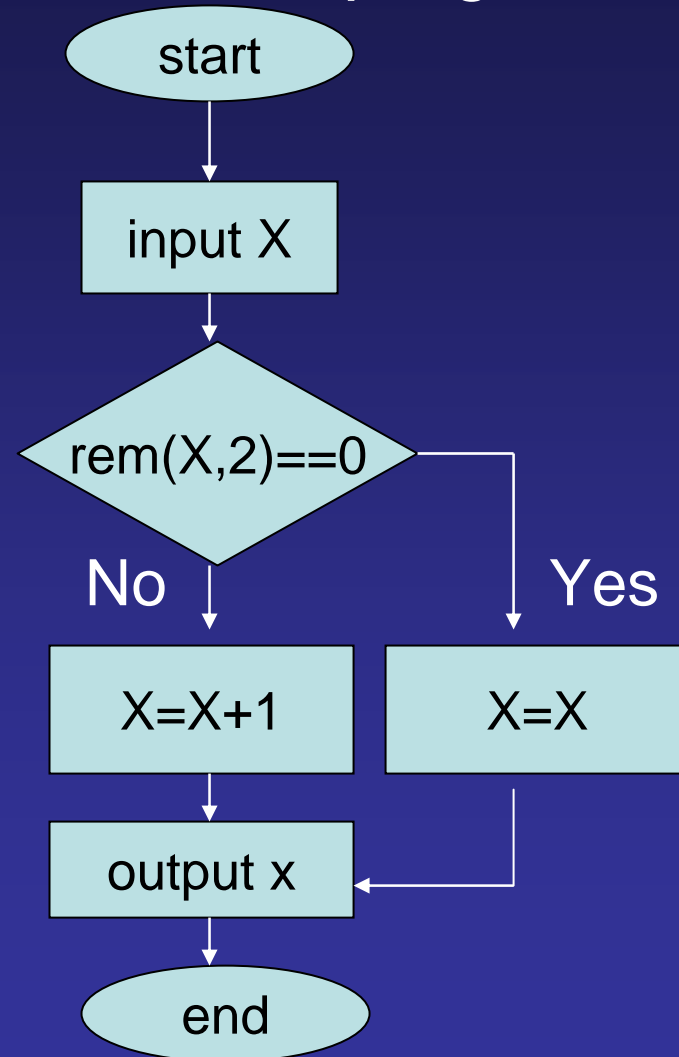 start
input X
rem(X,2)==0
No
Yes
X=X+1
X=X
output x
end